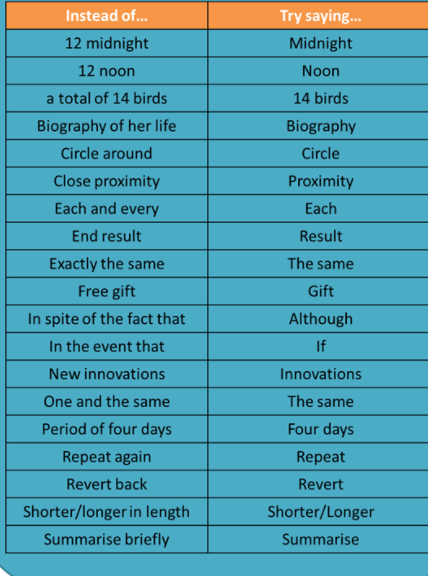 Instead of... Try saying...
12 midnight Midnight
12 noon Noon
a total of 14 birds 14 birds
Biography of her life Biography
Circle around Circle
Close proximity Proximity
Each and every Each
End result Result
Exactly the same The same
Free gift Gift
In spite of the fact that Although
In the event that If
New innovations Innovations
One and the same The same
Period of four days Four days
Repeat again Repeat
Revert back Revert
Shorter/longer in length Shorter/Longer
Summarise briefly Summarise